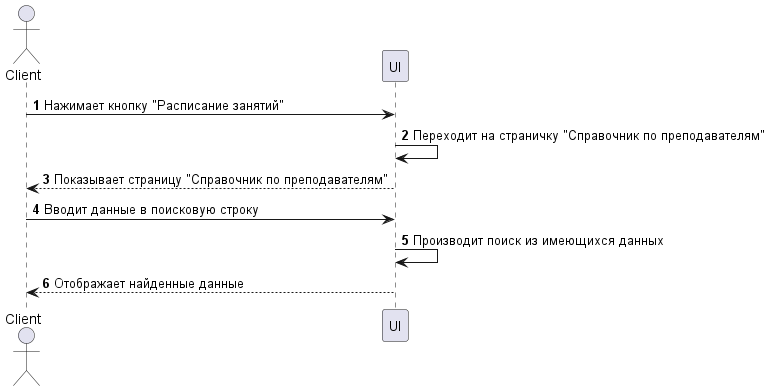 Client
UI
1 Нажимает кнопку "Расписание занятий"
2 Переходит на страничку "Справочник по преподавателям"
3 Показывает страницу "Справочник по преподавателям"
4 Вводит данные в поисковую строку
5 Производит поиск из имеющихся данных
6 Отображает найденные данные
Client
UI